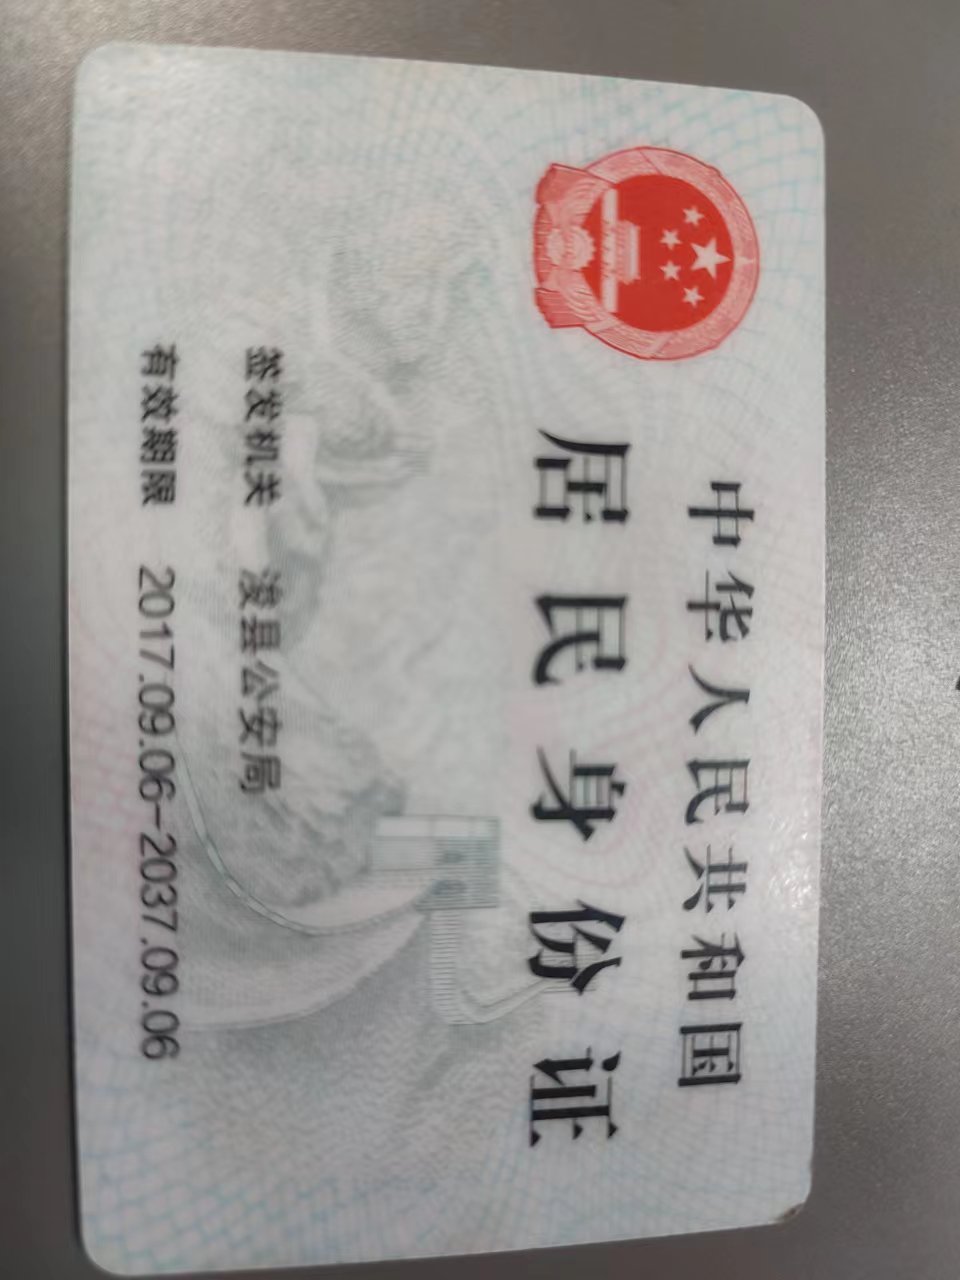 中华人民共和国
居民身份证
签发机关 浚县公安局
有效期限 2017.09.06-2037.09.06